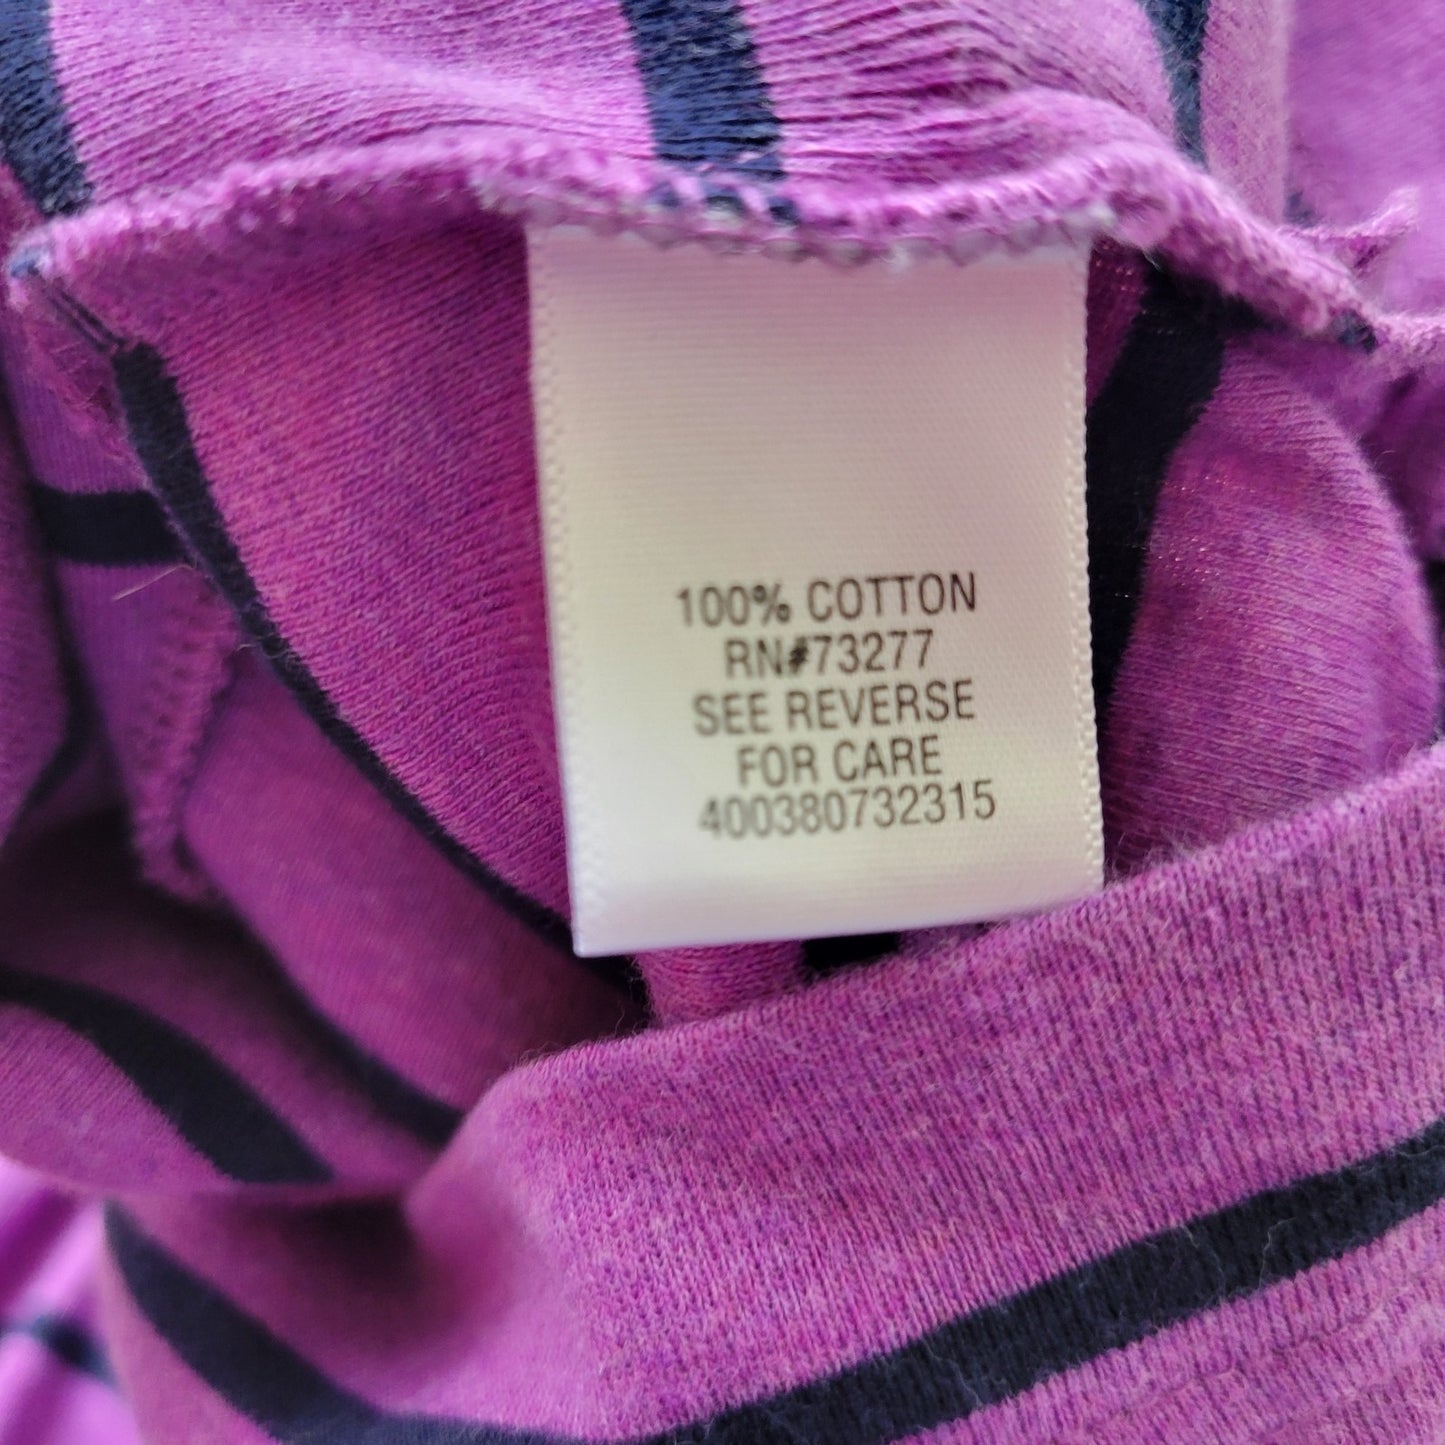 100% COTTON
RN#73277
SEE REVERSE
FOR CARE
400380732315